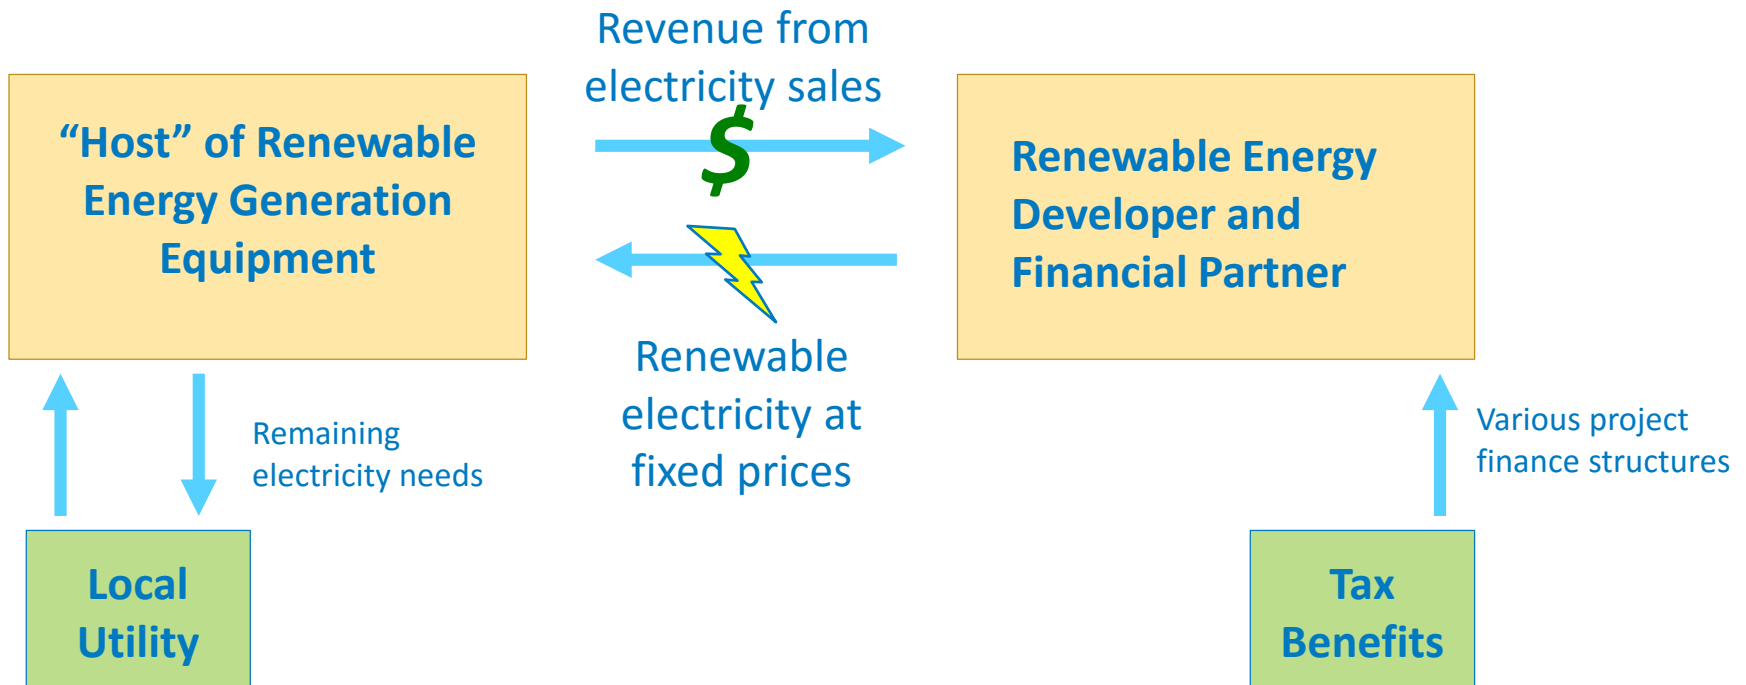 Revenue from
electricity sales
“Host” of Renewable
Energy Generation
Equipment
$
Renewable Energy
Developer and
Financial Partner
Renewable
electricity at
fixed prices
Remaining
electricity needs
Various project
finance structures
Local
Utility
Tax
Benefits